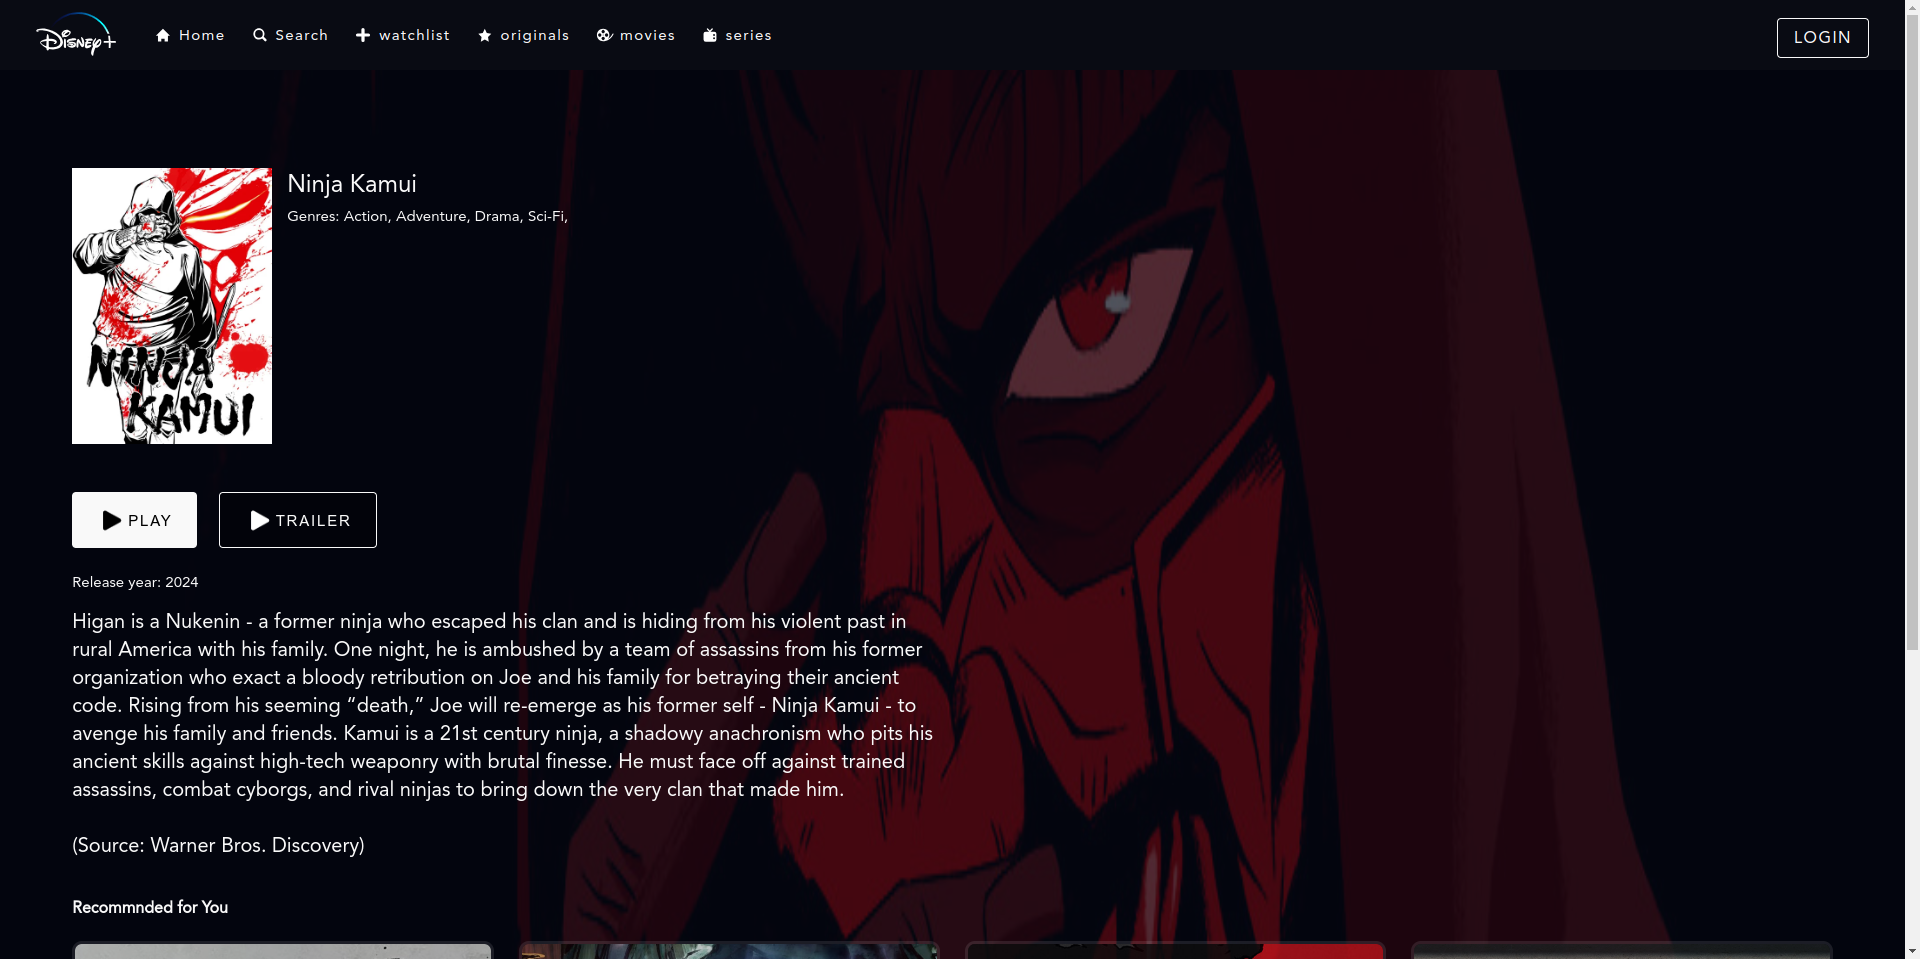 Disney+
Home
Search
watchlist
originals
movies
series
LOGIN
Ninja Kamui
Genres: Action, Adventure, Drama, Sci-Fi,
NINJA
KAMUI
PLAY
TRAILER
Release year: 2024
Higan is a Nukenin - a former ninja who escaped his clan and is hiding from his violent past in
rural America with his family. One night, he is ambushed by a team of assassins from his former
organization who exact a bloody retribution on Joe and his family for betraying their ancient
code. Rising from his seeming “death,” Joe will re-emerge as his former self - Ninja Kamui - to
avenge his family and friends. Kamui is a 21st century ninja, a shadowy anachronism who pits his
ancient skills against high-tech weaponry with brutal finesse. He must face off against trained
assassins, combat cyborgs, and rival ninjas to bring down the very clan that made him.
(Source: Warner Bros. Discovery)
Recommnded for You